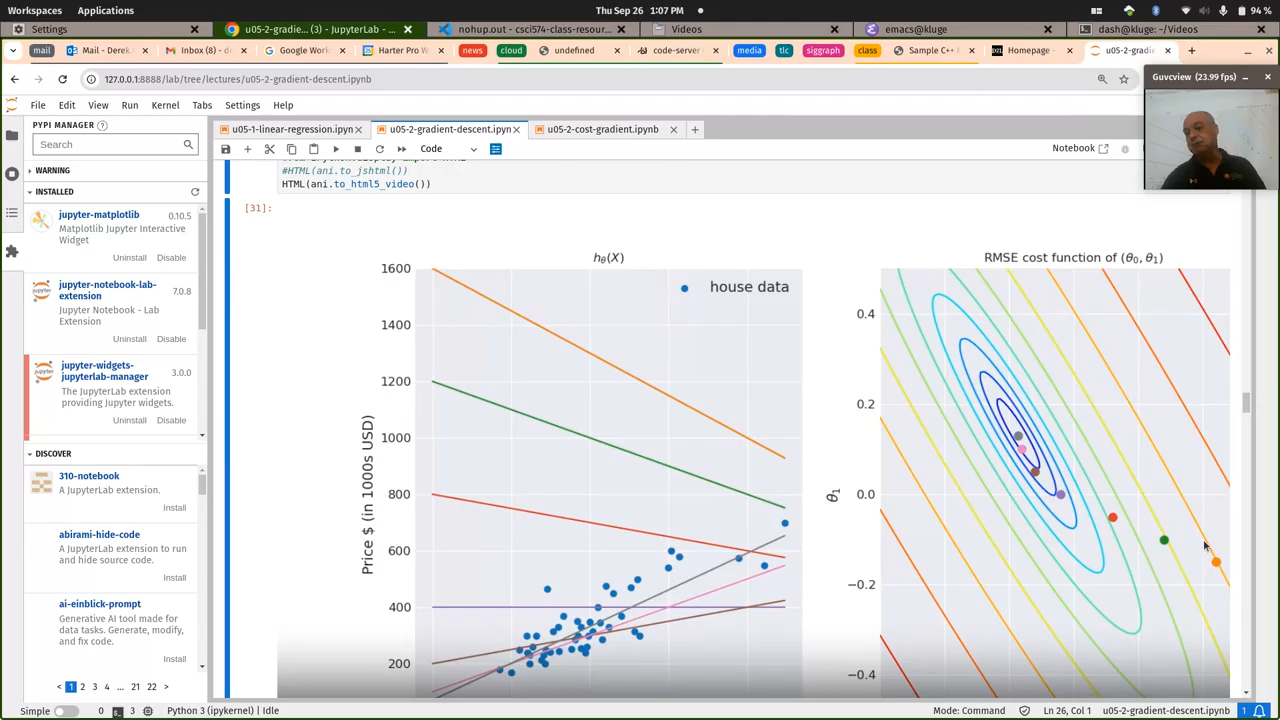 Workspaces Applications Thu Sep 26 1:07 PM 94 %
Settings × u05-2-gradient-des... (3) - JupyterLab - ... × nohup.out - csci574-class-resour... × Videos × emacs@kluge × dash@kluge: ~/Videos
mail Mail - Derek × Inbox (8) - d × Google Work × Harter Pro W × news cloud undefined × code-server × media tlc siggraph class Sample C++ × Homepage - × u05-2-gradie ×
127.0.0.1:8888/lab/tree/lectures/u05-2-gradient-descent.ipynb
Guvcview (23.99 fps)
File Edit View Run Kernel Tabs Settings Help
PYPI MANAGER ?
Search
WARNING
INSTALLED
jupyter-matplotlib 0.10.5
Matplotlib Jupyter Interactive
Widget
Uninstall Disable
jupyter-notebook-lab-
extension 7.0.8
Jupyter Notebook - Lab
Extension
Uninstall Disable
jupyter-widgets-
jupyterlab-manager 3.0.0
The JupyterLab extension
providing Jupyter widgets.
Uninstall Disable
DISCOVER
310-notebook
A JupyterLab extension.
Install
abirami-hide-code
A JupyterLab extension to run
and hide source code.
Install
ai-einblick-prompt
Generative AI tool made for
data tasks. Generate, modify,
and fix code.
Install
< 1 2 3 4 ... 21 22 >
u05-1-linear-regression.ipyn × u05-2-gradient-descent.ipyn × u05-2-cost-gradient.ipynb × +
Code Notebook
#HTML(ani.to_jshtml())
HTML(ani.to_html5_video())
[31]:
hθ(X)
1600
1400
1200
1000
800
600
400
200
Price $ (in 1000s USD)
house data
RMSE cost function of (θ0, θ1)
0.4
0.2
0.0
−0.2
−0.4
θ1
Simple 0 3 Python 3 (ipykernel) | Idle Mode: Command Ln 26, Col 1 u05-2-gradient-descent.ipynb 1